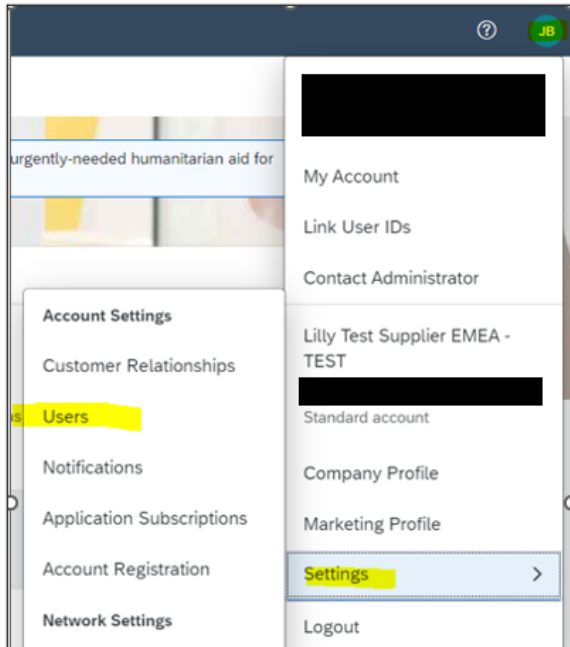 JB
urgently-needed humanitarian aid for
My Account
Link User IDs
Contact Administrator
Lilly Test Supplier EMEA -
TEST
Standard account
Company Profile
Marketing Profile
Settings
Logout
Account Settings
Customer Relationships
Users
Notifications
Application Subscriptions
Account Registration
Network Settings